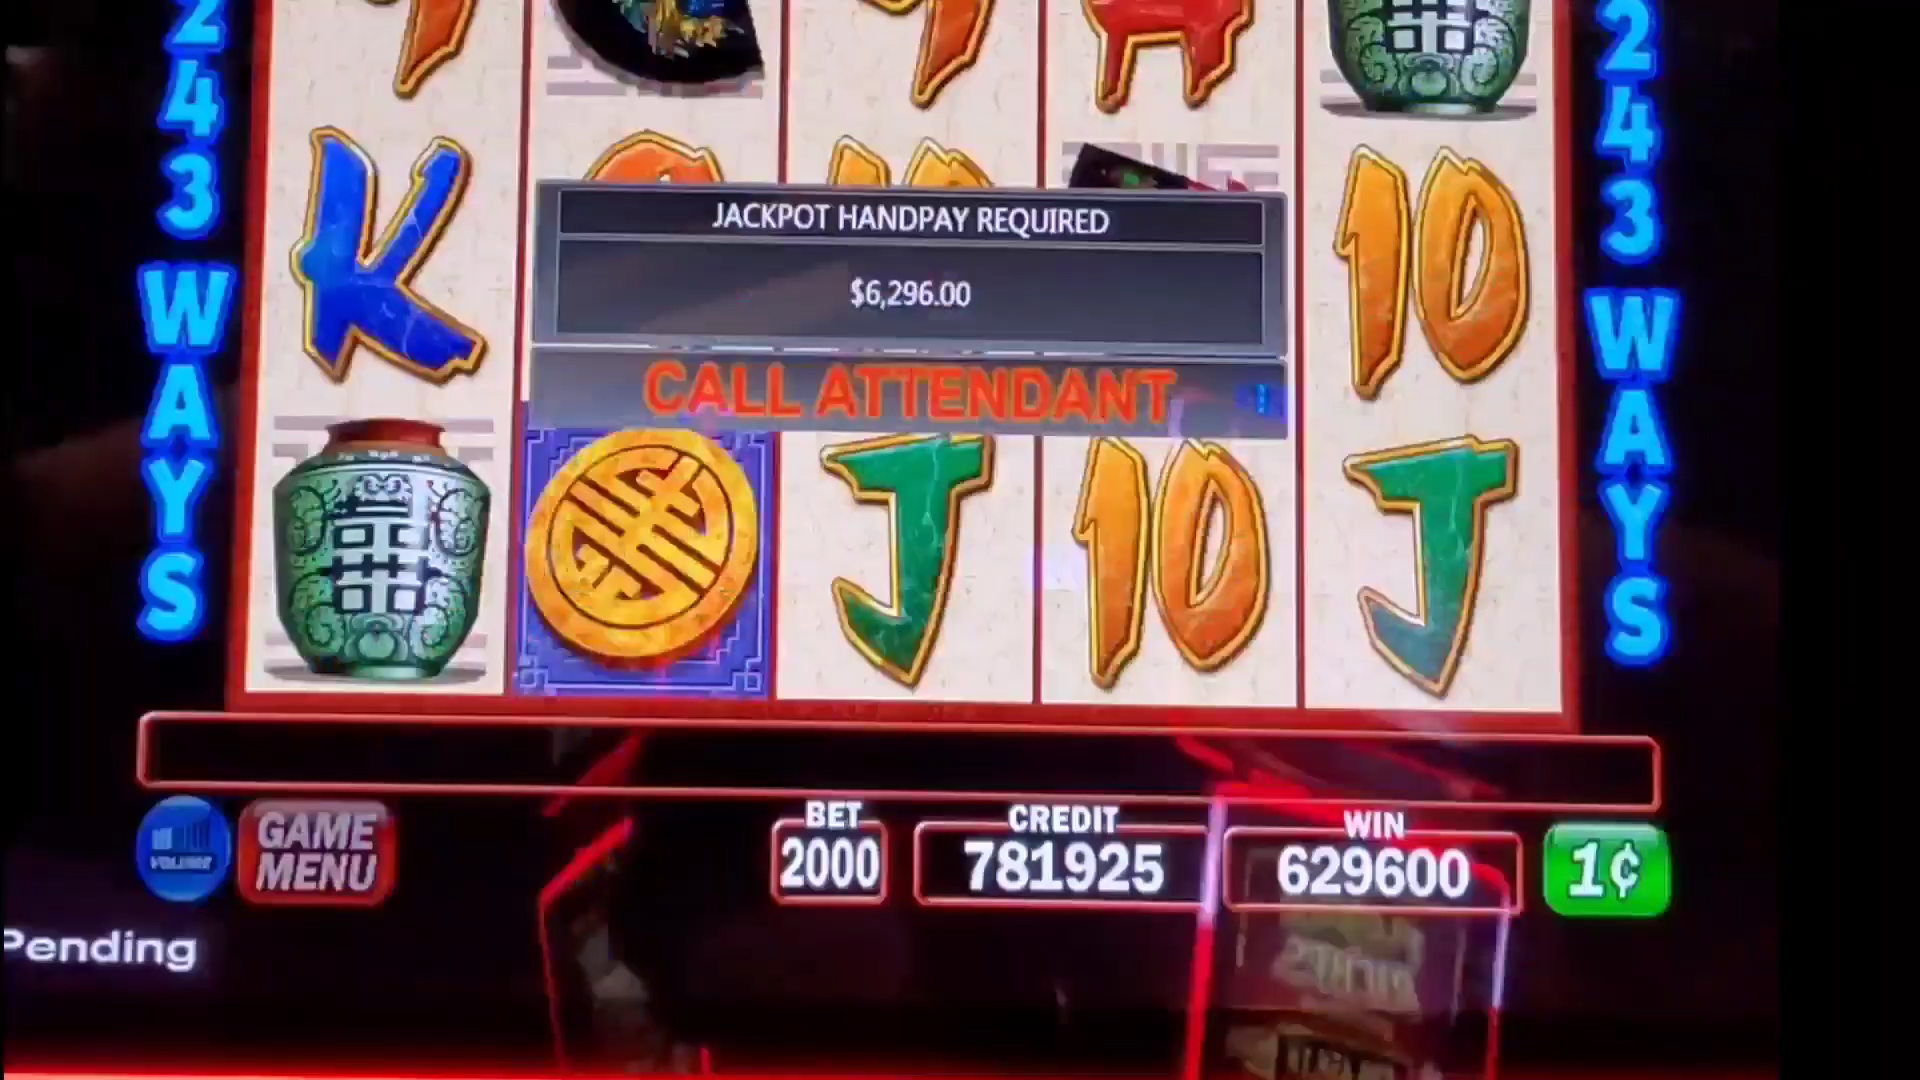 243 WAYS
243 WAYS
K
10
JACKPOT HANDPAY REQUIRED
$6,296.00
CALL ATTENDANT
J
10
J
VOLUME
GAME
MENU
BET
2000
CREDIT
781925
WIN
629600
1¢
Pending